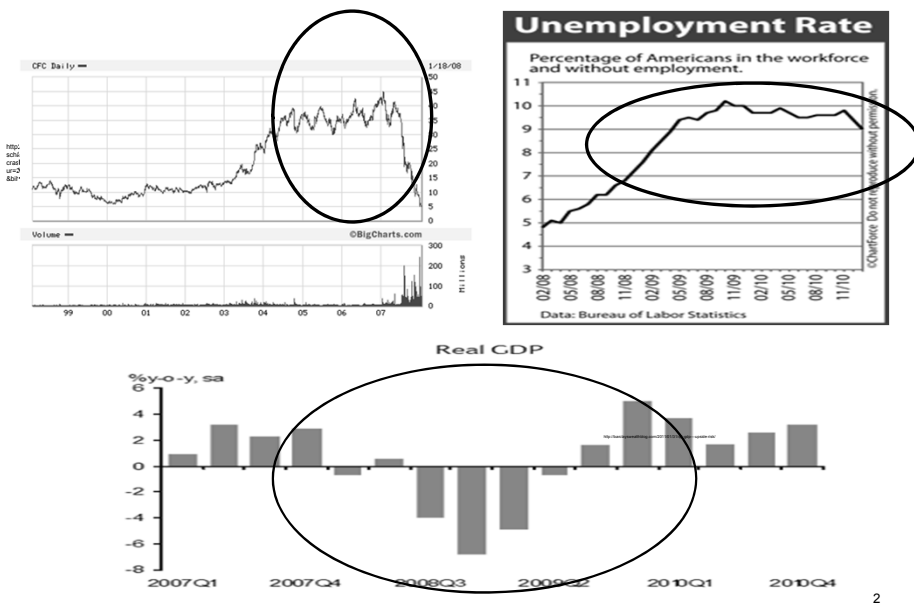 CFC Daily
1/18/08
50
45
35
30
25
20
15
10
5
0
Volume
©BigCharts.com
300
200
100
0
Millions
99 00 01 02 03 04 05 06 07
Unemployment Rate
Percentage of Americans in the workforce
and without employment.
11
10
9
8
7
6
5
4
3
02/08 05/08 08/08 11/08 02/09 05/09 08/09 11/09 02/10 05/10 08/10 11/10
©ChartForce Do not reproduce without permission.
Data: Bureau of Labor Statistics
Real GDP
%y-o-y, sa
6
4
2
0
-2
-4
-6
-8
2007Q1 2007Q4 2008Q3 2009Q2 2010Q1 2010Q4
2